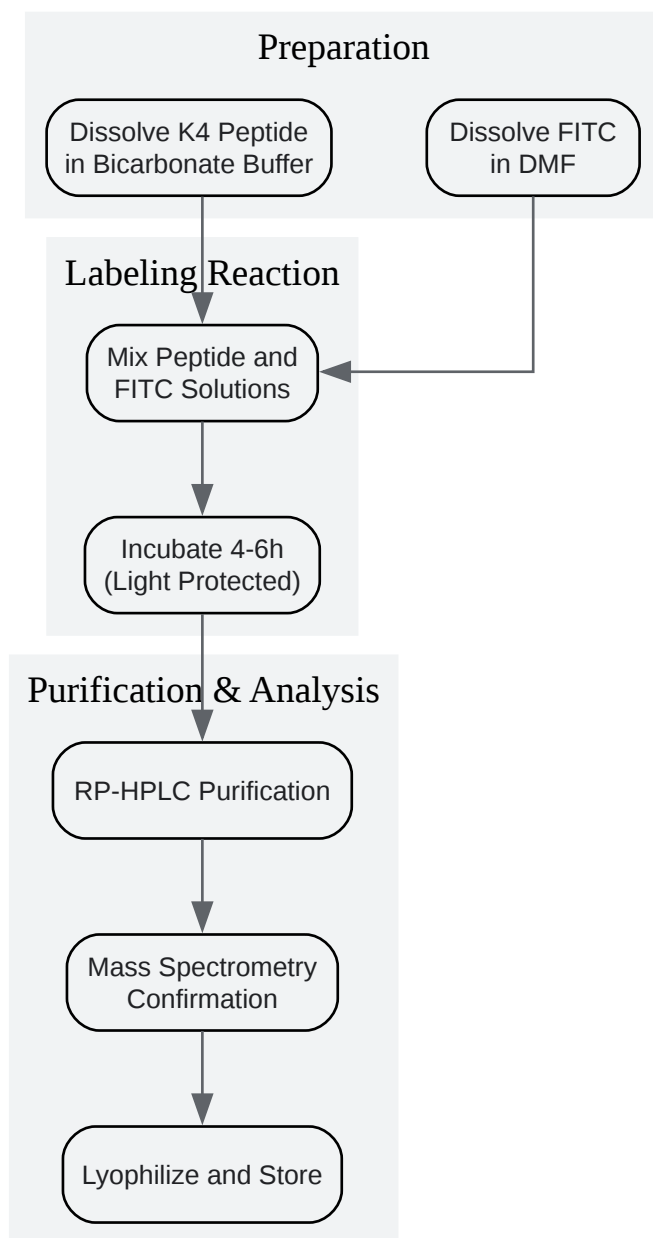 Preparation
Dissolve K4 Peptide
in Bicarbonate Buffer
Dissolve FITC
in DMF
Labeling Reaction
Mix Peptide and
FITC Solutions
Incubate 4-6h
(Light Protected)
Purification & Analysis
RP-HPLC Purification
Mass Spectrometry
Confirmation
Lyophilize and Store